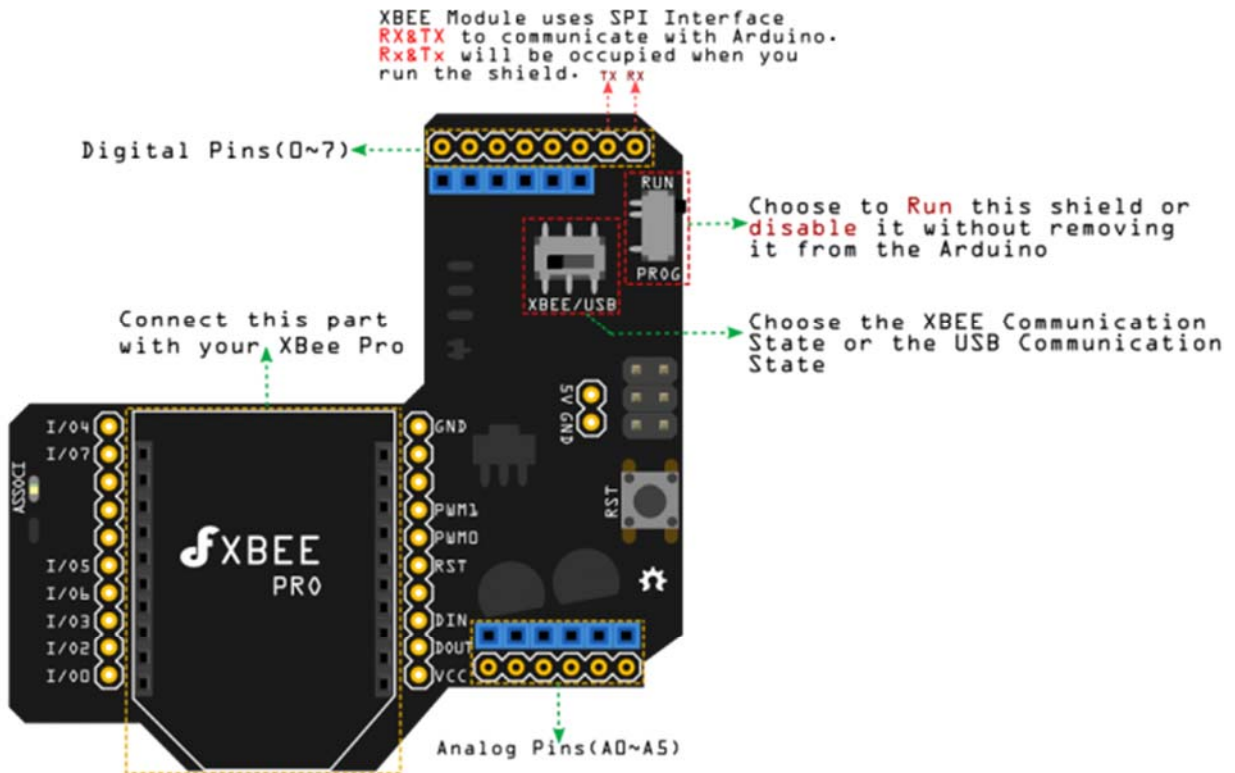 XBEE Module uses SPI Interface
RX&TX to communicate with Arduino.
Rx&Tx will be occupied when you
run the shield.
TX RX
Digital Pins(0~7)
RUN
PROG
Choose to Run this shield or
disable it without removing
it from the Arduino
XBEE/USB
Choose the XBEE Communication
State or the USB Communication
State
Connect this part
with your XBee Pro
5V GND
RST
ASSOCI
I/04
I/07
I/05
I/06
I/03
I/02
I/00
XBEE
PRO
GND
PWM1
PWM0
RST
DIN
DOUT
VCC
Analog Pins(A0~A5)